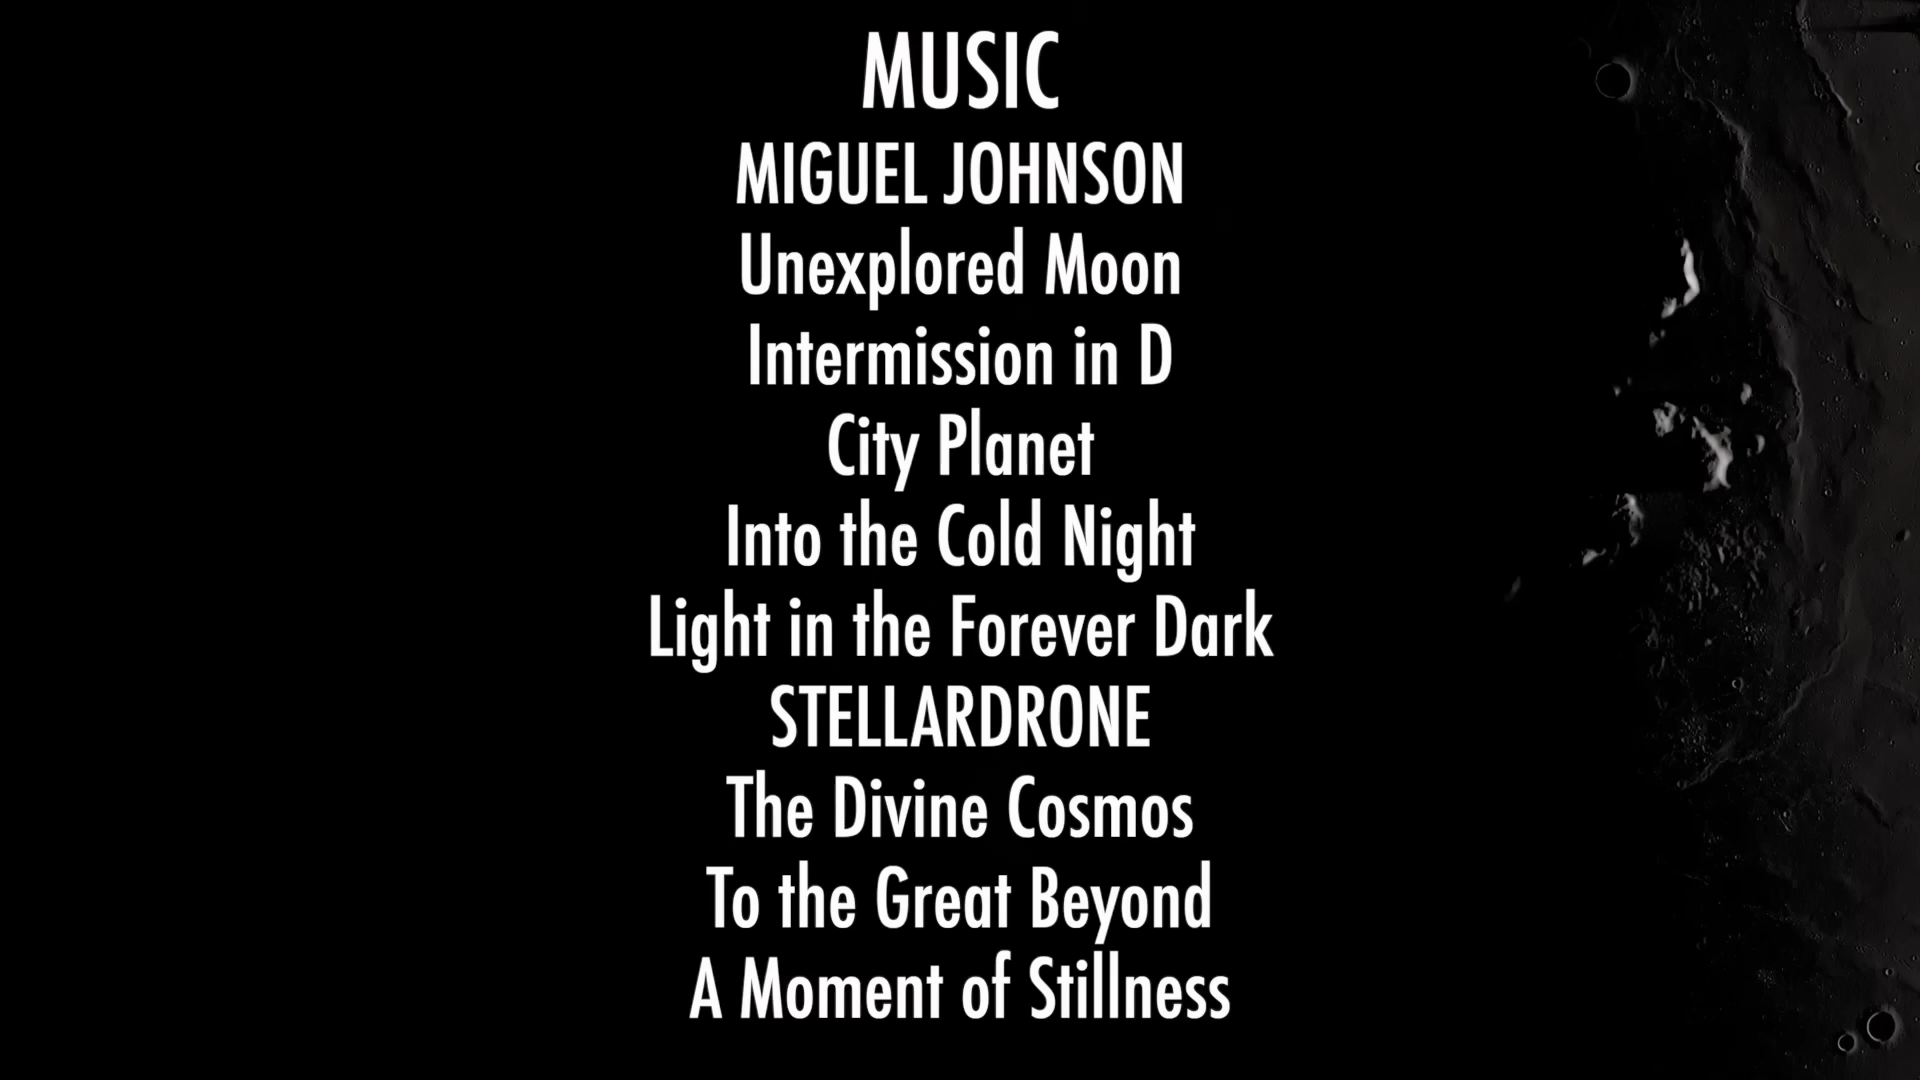 MUSIC
MIGUEL JOHNSON
Unexplored Moon
Intermission in D
City Planet
Into the Cold Night
Light in the Forever Dark
STELLARDRONE
The Divine Cosmos
To the Great Beyond
A Moment of Stillness